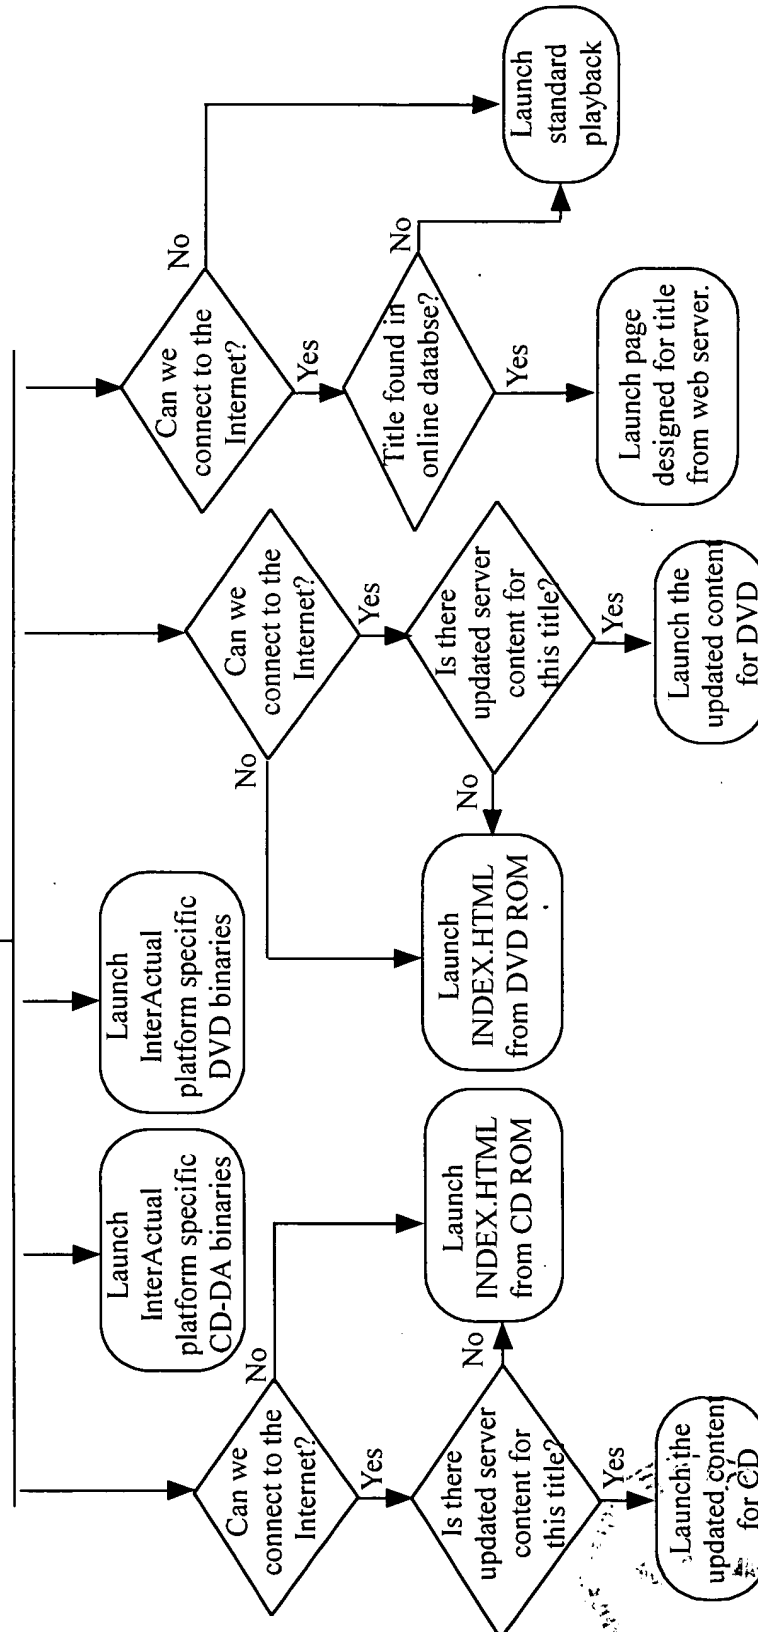 Can we
connect to the
Internet?
No
Yes
Is there
updated server
content for
this title?
No
Yes
Launch the
updated content
for CD
Launch
INDEX.HTML
from CD ROM
Launch
InterActual
platform specific
CD-DA binaries
Launch
InterActual
platform specific
DVD binaries
Launch
INDEX.HTML
from DVD ROM
Can we
connect to the
Internet?
No
Yes
Is there
updated server
content for
this title?
No
Yes
Launch the
updated content
for DVD
Can we
connect to the
Internet?
No
Yes
Title found in
online databse?
No
Yes
Launch page
designed for title
from web server.
Launch
standard
playback